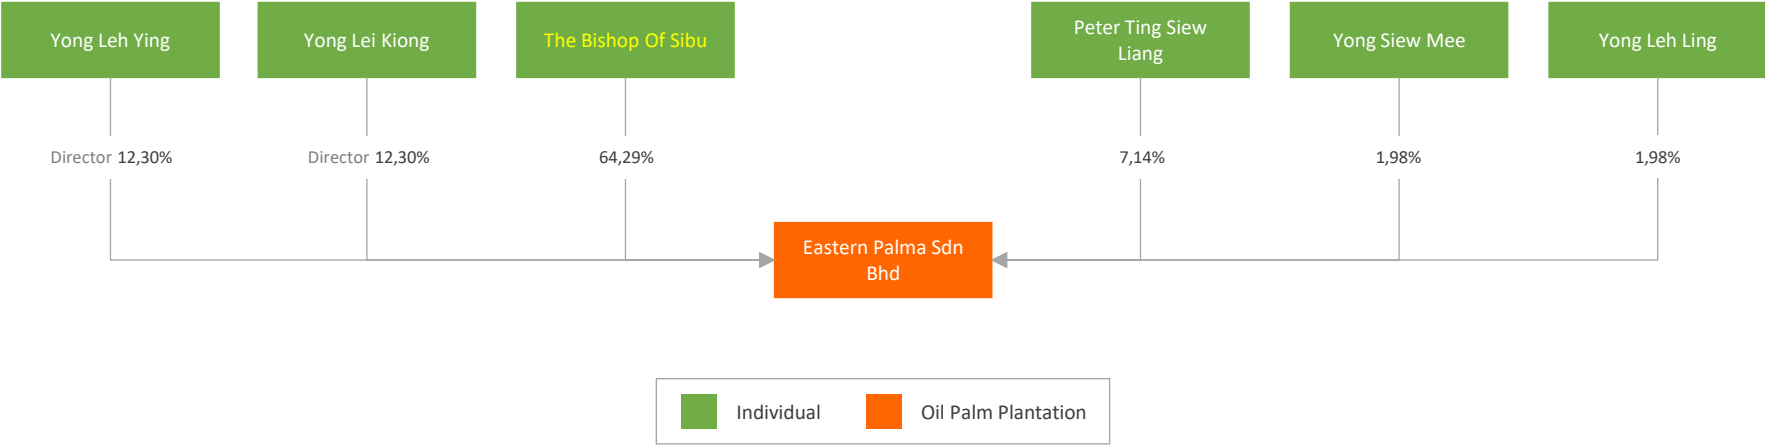 Yong Leh Ying
Yong Lei Kiong
The Bishop Of Sibu
Peter Ting Siew
Liang
Yong Siew Mee
Yong Leh Ling
Director 12,30%
Director 12,30%
64,29%
7,14%
1,98%
1,98%
Eastern Palma Sdn
Bhd
Individual
Oil Palm Plantation